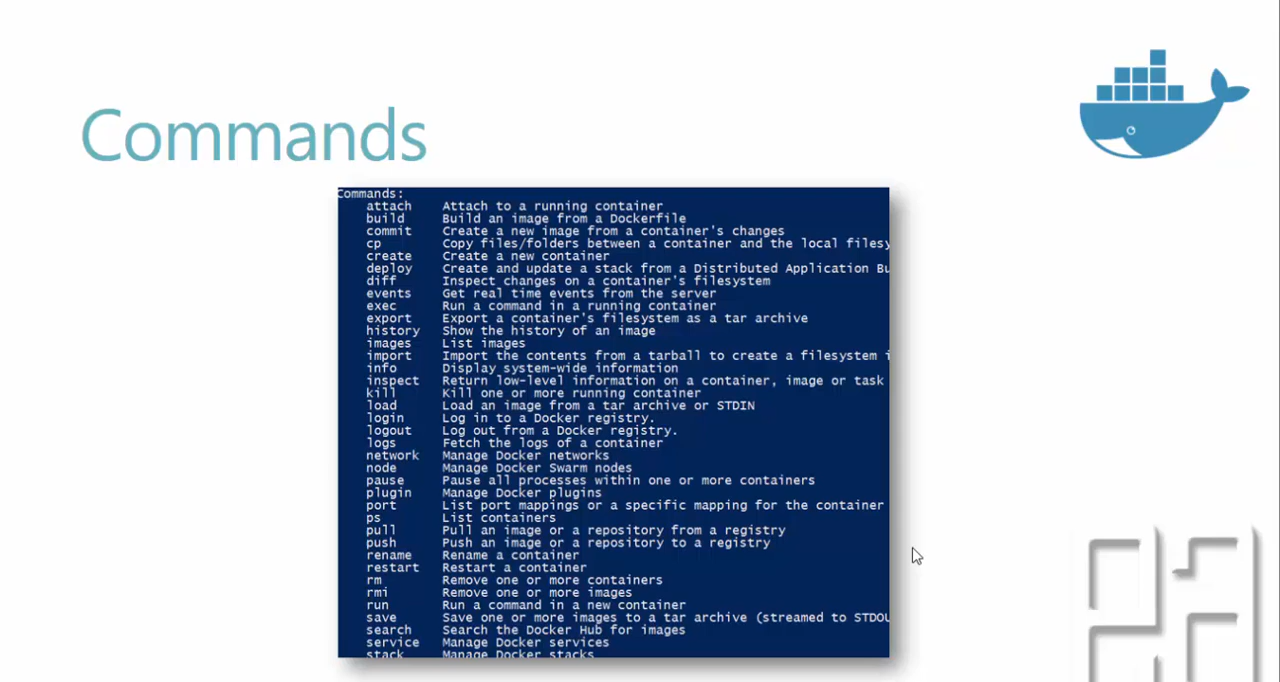 Commands
Commands:
attach Attach to a running container
build Build an image from a Dockerfile
commit Create a new image from a container's changes
cp Copy files/folders between a container and the local filesy
create Create a new container
deploy Create and update a stack from a Distributed Application Bu
diff Inspect changes on a container's filesystem
events Get real time events from the server
exec Run a command in a running container
export Export a container's filesystem as a tar archive
history Show the history of an image
images List images
import Import the contents from a tarball to create a filesystem i
info Display system-wide information
inspect Return low-level information on a container, image or task
kill Kill one or more running container
load Load an image from a tar archive or STDIN
login Log in to a Docker registry.
logout Log out from a Docker registry.
logs Fetch the logs of a container
network Manage Docker networks
node Manage Docker Swarm nodes
pause Pause all processes within one or more containers
plugin Manage Docker plugins
port List port mappings or a specific mapping for the container
ps List containers
pull Pull an image or a repository from a registry
push Push an image or a repository to a registry
rename Rename a container
restart Restart a container
rm Remove one or more containers
rmi Remove one or more images
run Run a command in a new container
save Save one or more images to a tar archive (streamed to STDOU
search Search the Docker Hub for images
service Manage Docker services
stack Manage Docker stacks